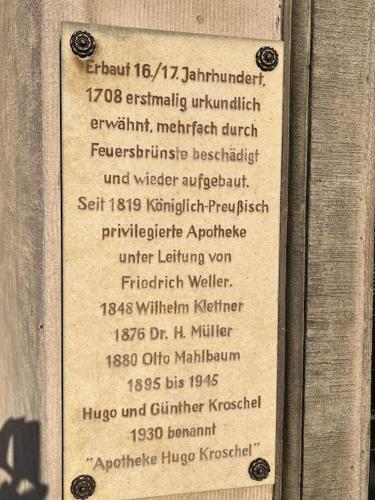 Erbaut 16./17. Jahrhundert,
1708 erstmalig urkundlich
erwähnt, mehrfach durch
Feuersbrünste beschädigt
und wieder aufgebaut.
Seit 1819 Königlich-Preußisch
privilegierte Apotheke
unter Leitung von
Friedrich Weller.
1848 Wilhelm Klettner
1876 Dr. H. Müller
1880 Otto Mahlbaum
1895 bis 1945
Hugo und Günther Kroschel
1930 benannt
"Apotheke Hugo Kroschel"